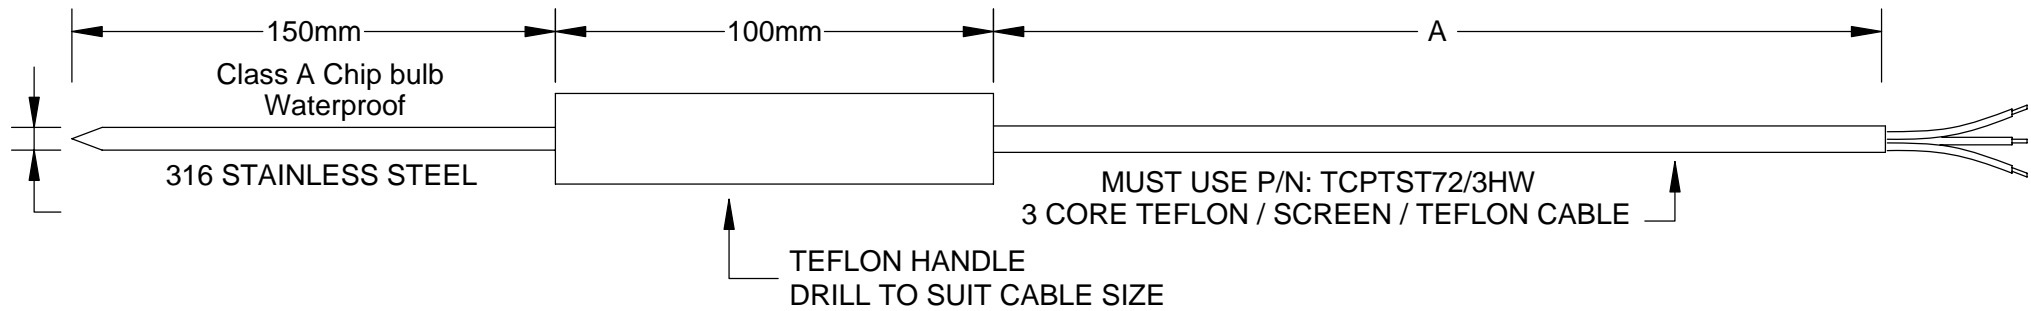 150mm
100mm
A
Class A Chip bulb
Waterproof
316 STAINLESS STEEL
MUST USE P/N: TCPTST72/3HW
3 CORE TEFLON / SCREEN / TEFLON CABLE
TEFLON HANDLE
DRILL TO SUIT CABLE SIZE